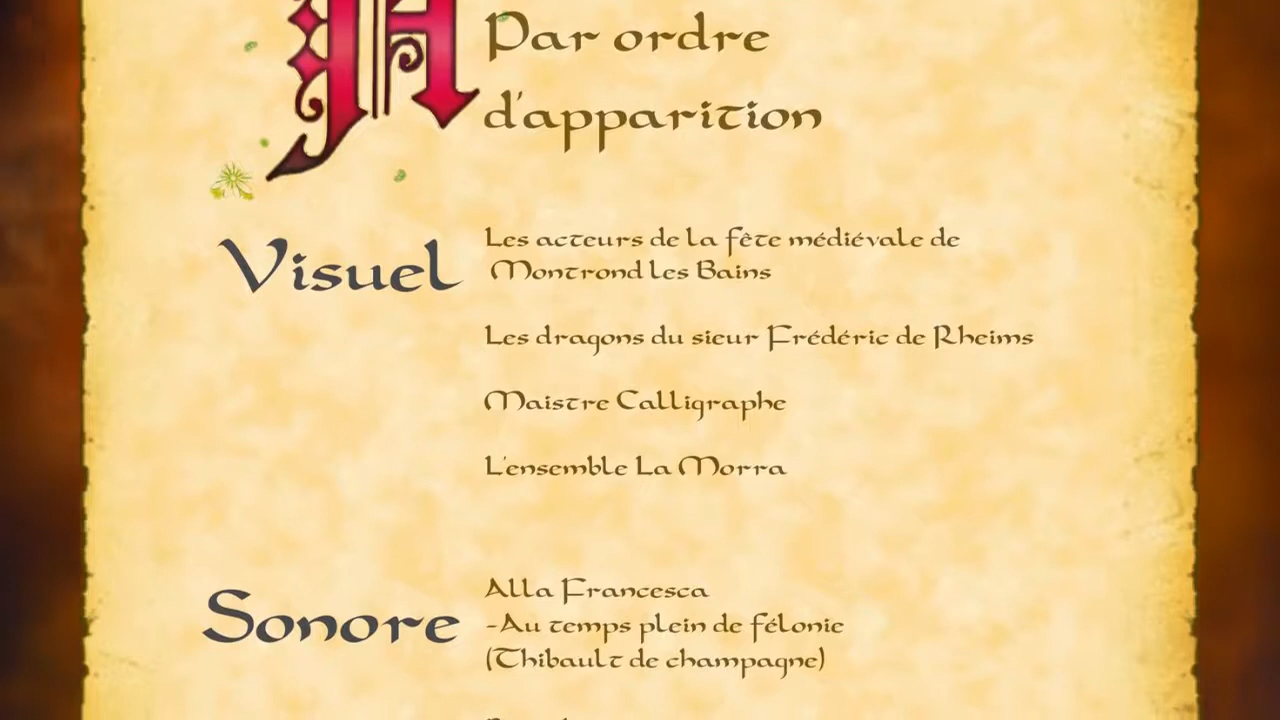 Par ordre
d'apparition
Visuel
Les acteurs de la fête médiévale de
Montrond les Bains
Les dragons du sieur Frédéric de Rheims
Maistre Calligraphe
L'ensemble La Morra
Sonore
Alla Francesca
-Au temps plein de félonie
(Thibault de champagne)